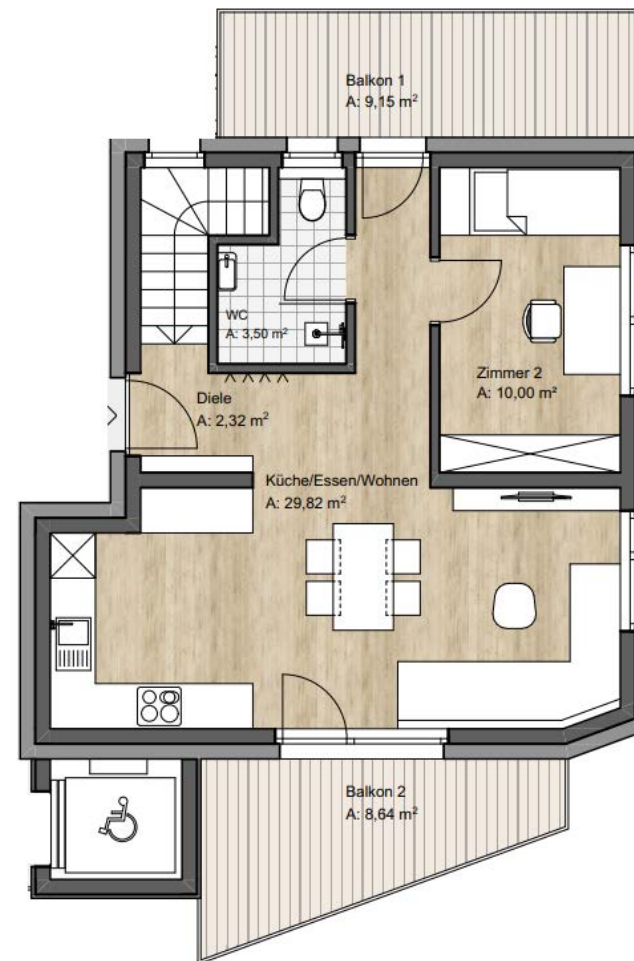 Balkon 1
A: 9,15 m²
WC
A: 3,50 m²
Zimmer 2
A: 10,00 m²
Diele
A: 2,32 m²
Küche/Essen/Wohnen
A: 29,82 m²
Balkon 2
A: 8,64 m²